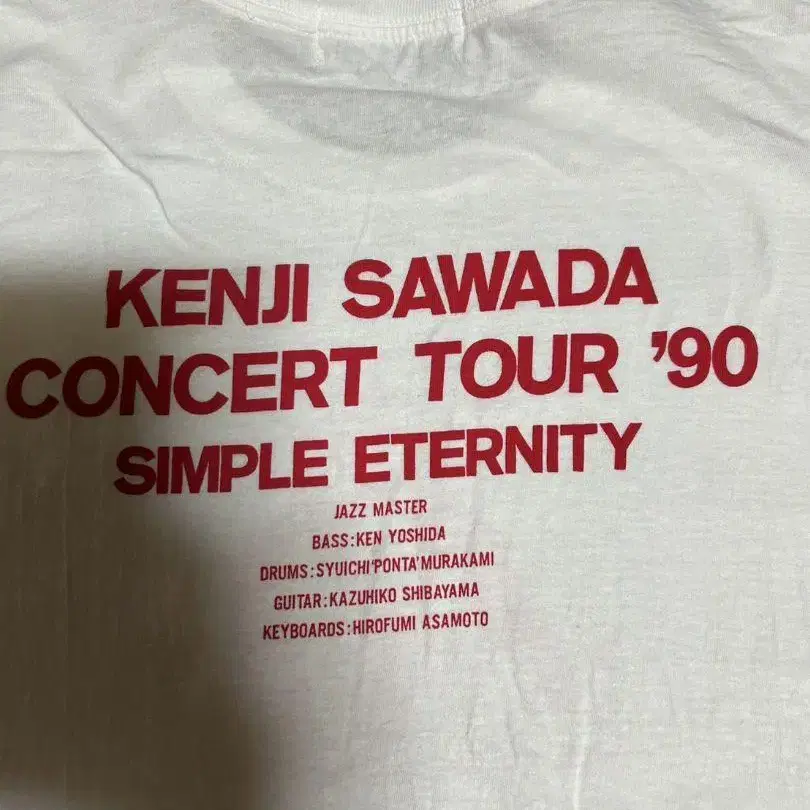 KENJI SAWADA
CONCERT TOUR ’90
SIMPLE ETERNITY
JAZZ MASTER
BASS:KEN YOSHIDA
DRUMS:SYUICHI‘PONTA’MURAKAMI
GUITAR:KAZUHIKO SHIBAYAMA
KEYBOARDS:HIROFUMI ASAMOTO